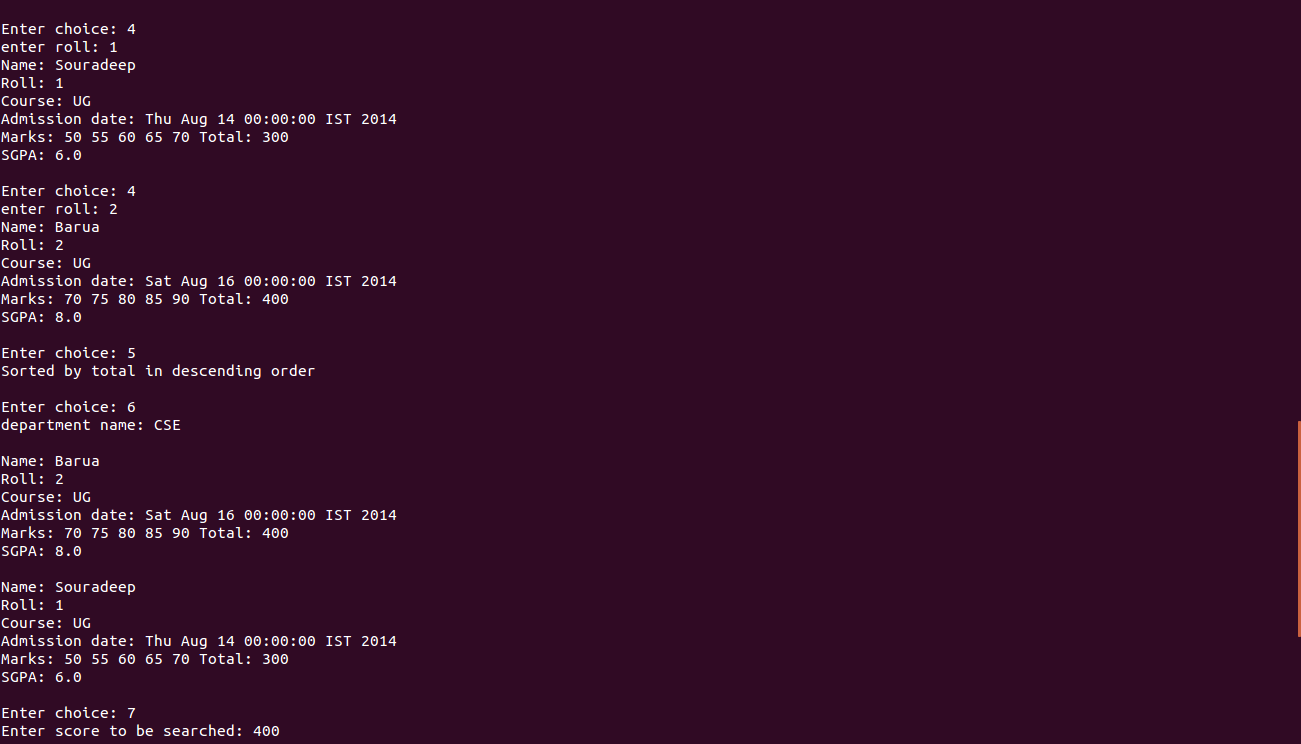 Enter choice: 4
enter roll: 1
Name: Souradeep
Roll: 1
Course: UG
Admission date: Thu Aug 14 00:00:00 IST 2014
Marks: 50 55 60 65 70 Total: 300
SGPA: 6.0
Enter choice: 4
enter roll: 2
Name: Barua
Roll: 2
Course: UG
Admission date: Sat Aug 16 00:00:00 IST 2014
Marks: 70 75 80 85 90 Total: 400
SGPA: 8.0
Enter choice: 5
Sorted by total in descending order
Enter choice: 6
department name: CSE
Name: Barua
Roll: 2
Course: UG
Admission date: Sat Aug 16 00:00:00 IST 2014
Marks: 70 75 80 85 90 Total: 400
SGPA: 8.0
Name: Souradeep
Roll: 1
Course: UG
Admission date: Thu Aug 14 00:00:00 IST 2014
Marks: 50 55 60 65 70 Total: 300
SGPA: 6.0
Enter choice: 7
Enter score to be searched: 400